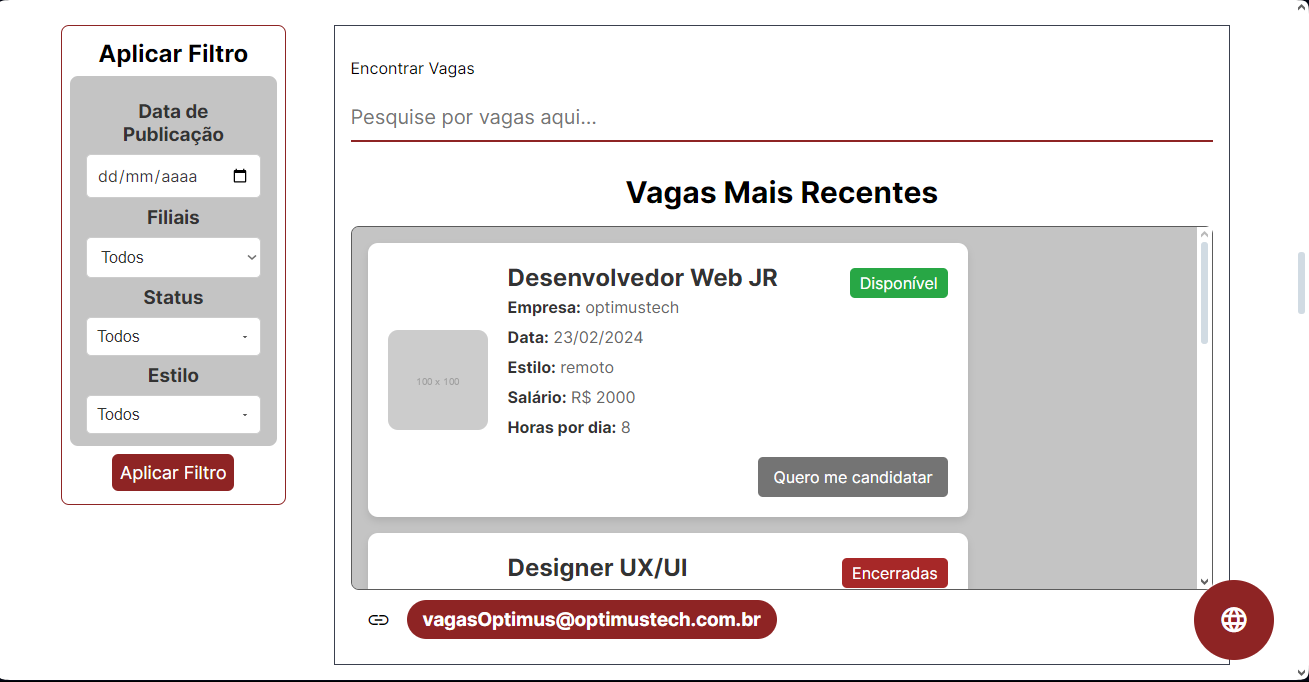 Aplicar Filtro
Data de
Publicação
dd/mm/aaaa
Filiais
Todos
Status
Todos
Estilo
Todos
Aplicar Filtro
Encontrar Vagas
Pesquise por vagas aqui...
Vagas Mais Recentes
Desenvolvedor Web JR
Disponível
Empresa: optimustech
Data: 23/02/2024
Estilo: remoto
Salário: R$ 2000
Horas por dia: 8
100 x 100
Quero me candidatar
Designer UX/UI
Encerradas
vagasOptimus@optimustech.com.br